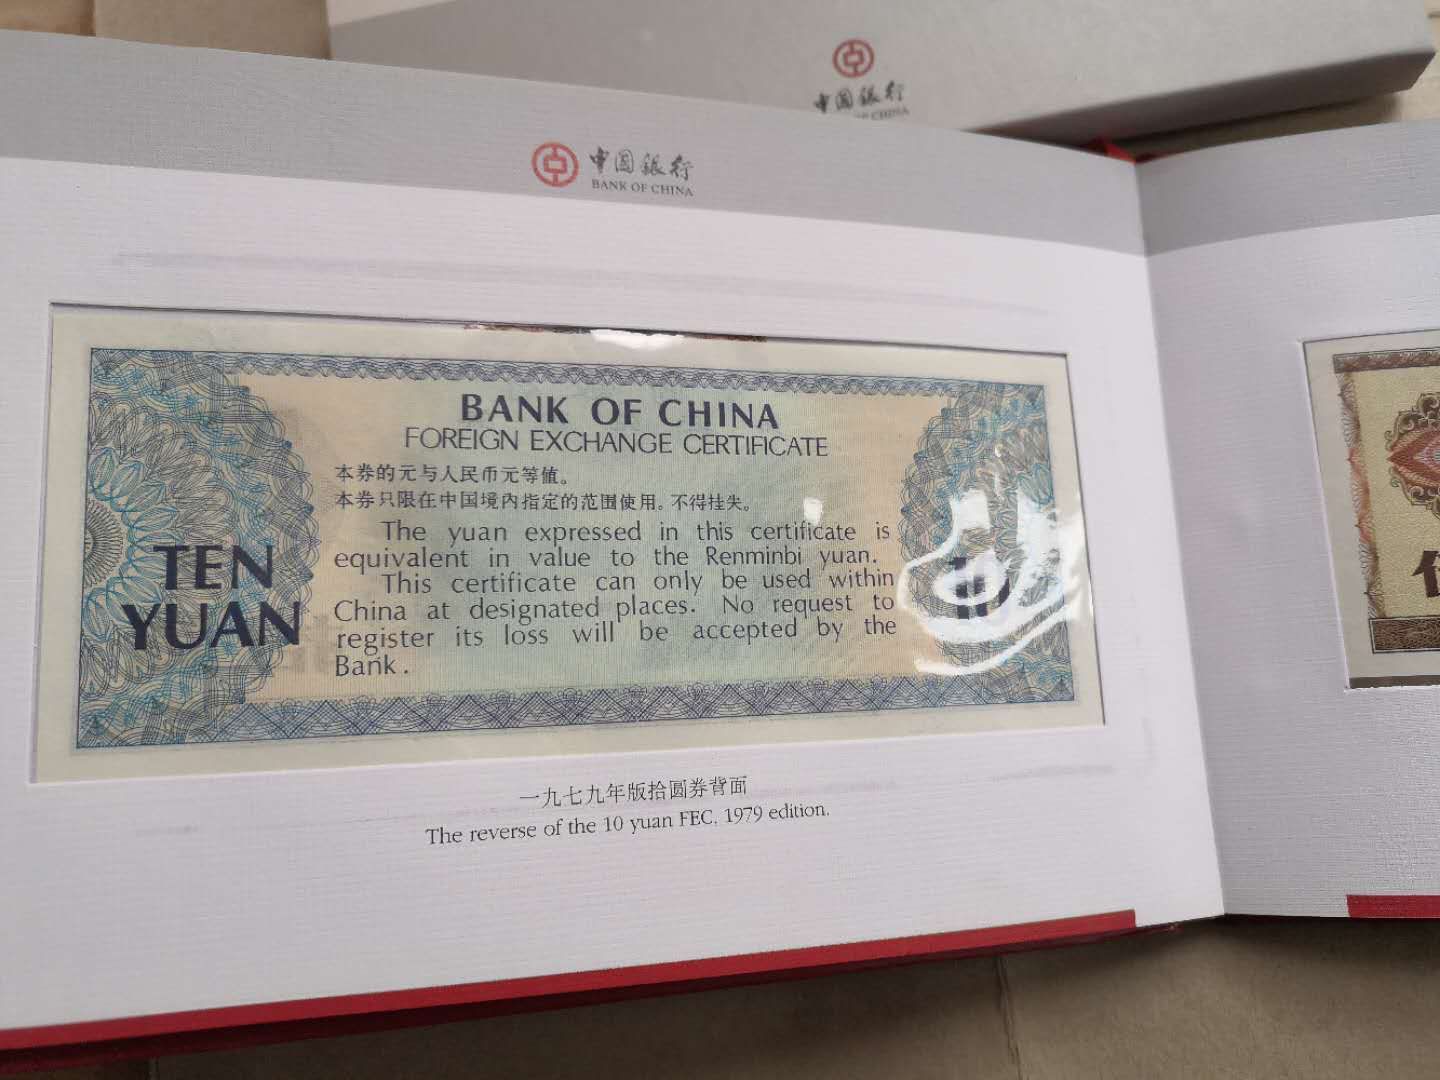 中国银行
OF CHINA
中国银行
BANK OF CHINA
BANK OF CHINA
FOREIGN EXCHANGE CERTIFICATE
本券的元与人民币元等值。
本券只限在中国境内指定的范围使用。不得挂失。
The yuan expressed in this certificate is
equivalent in value to the Renminbi yuan.
This certificate can only be used within
China at designated places. No request to
register its loss will be accepted by the
Bank.
TEN
YUAN
10
一九七九年版拾圆券背面
The reverse of the 10 yuan FEC, 1979 edition.